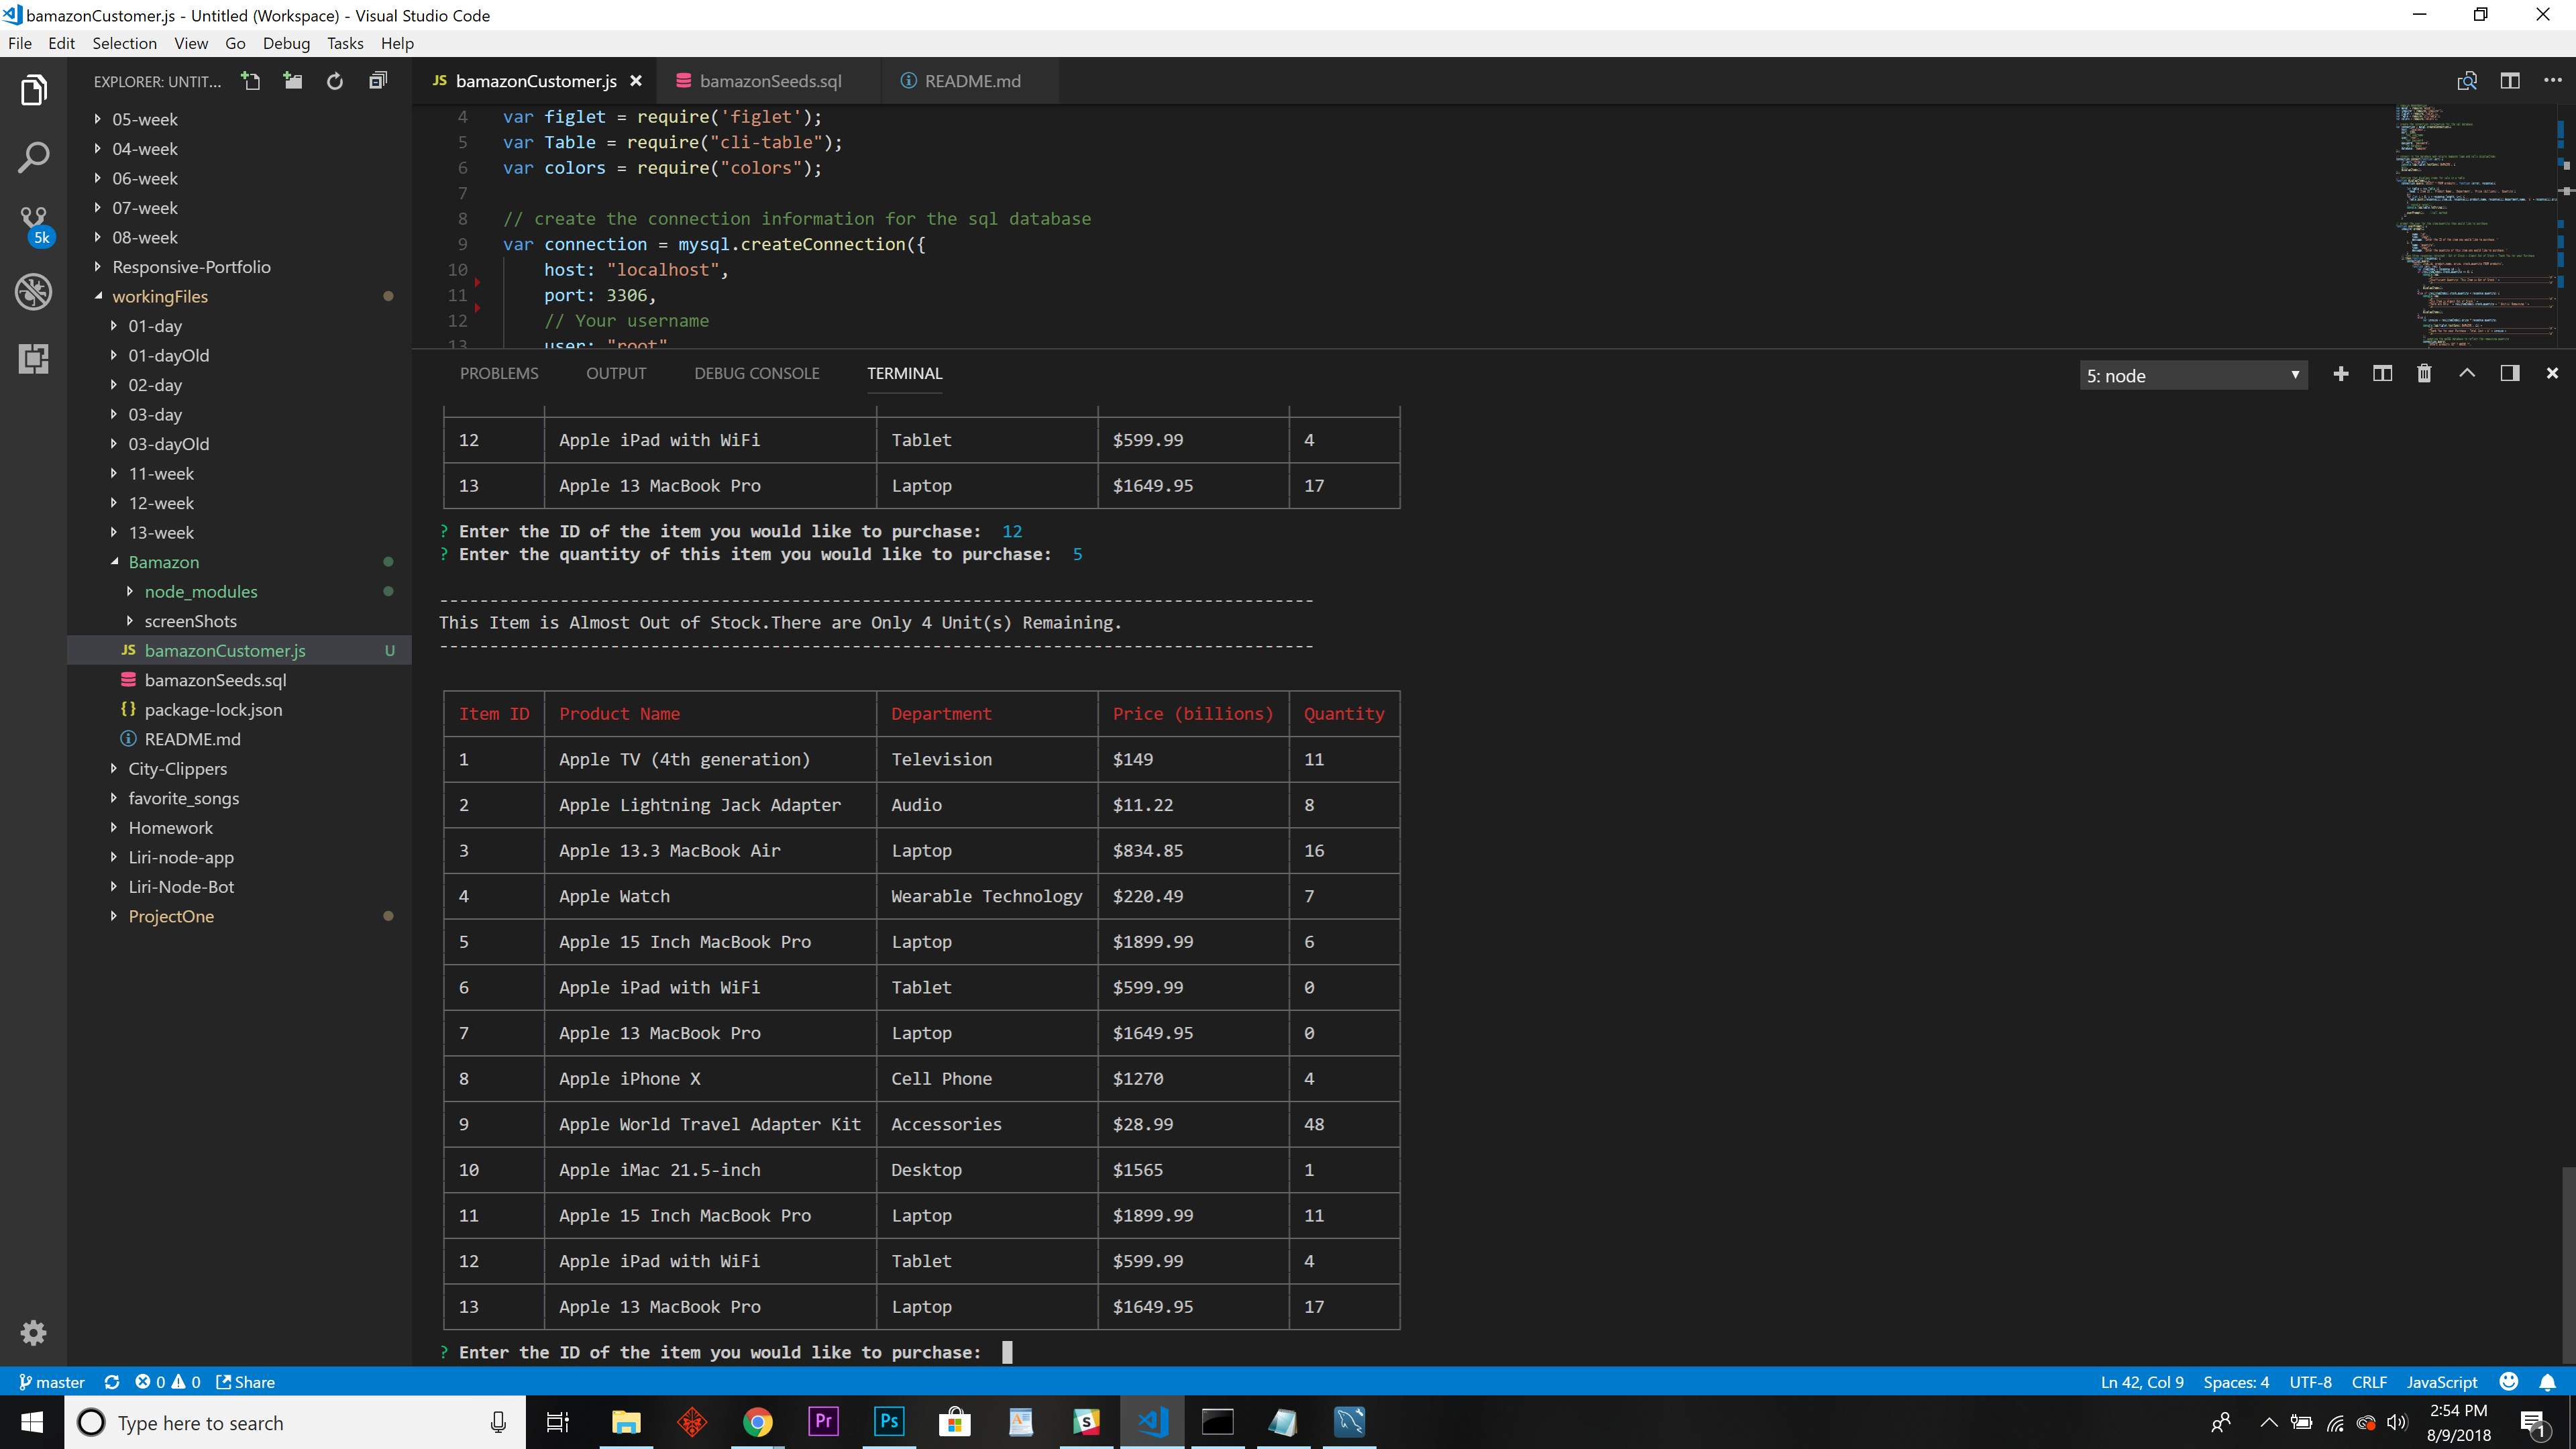 bamazonCustomer.js - Untitled (Workspace) - Visual Studio Code
File Edit Selection View Go Debug Tasks Help
EXPLORER: UNTIT...
05-week
04-week
06-week
07-week
08-week
Responsive-Portfolio
workingFiles
01-day
01-dayOld
02-day
03-day
03-dayOld
11-week
12-week
13-week
Bamazon
node_modules
screenShots
JS bamazonCustomer.js U
bamazonSeeds.sql
{} package-lock.json
README.md
City-Clippers
favorite_songs
Homework
Liri-node-app
Liri-Node-Bot
ProjectOne
5k
JS bamazonCustomer.js bamazonSeeds.sql README.md
4 var figlet = require('figlet');
5 var Table = require("cli-table");
6 var colors = require("colors");
7
8 // create the connection information for the sql database
9 var connection = mysql.createConnection({
10 host: "localhost",
11 port: 3306,
12 // Your username
13 user: "root"
PROBLEMS OUTPUT DEBUG CONSOLE TERMINAL 5: node
12 Apple iPad with WiFi Tablet $599.99 4
13 Apple 13 MacBook Pro Laptop $1649.95 17
? Enter the ID of the item you would like to purchase: 12
? Enter the quantity of this item you would like to purchase: 5
---------------------------------------------------------------------------------------
This Item is Almost Out of Stock.There are Only 4 Unit(s) Remaining.
---------------------------------------------------------------------------------------
Item ID Product Name Department Price (billions) Quantity
1 Apple TV (4th generation) Television $149 11
2 Apple Lightning Jack Adapter Audio $11.22 8
3 Apple 13.3 MacBook Air Laptop $834.85 16
4 Apple Watch Wearable Technology $220.49 7
5 Apple 15 Inch MacBook Pro Laptop $1899.99 6
6 Apple iPad with WiFi Tablet $599.99 0
7 Apple 13 MacBook Pro Laptop $1649.95 0
8 Apple iPhone X Cell Phone $1270 4
9 Apple World Travel Adapter Kit Accessories $28.99 48
10 Apple iMac 21.5-inch Desktop $1565 1
11 Apple 15 Inch MacBook Pro Laptop $1899.99 11
12 Apple iPad with WiFi Tablet $599.99 4
13 Apple 13 MacBook Pro Laptop $1649.95 17
? Enter the ID of the item you would like to purchase:
master 0 0 Share Ln 42, Col 9 Spaces: 4 UTF-8 CRLF JavaScript
Type here to search Pr Ps S 2:54 PM
8/9/2018 1